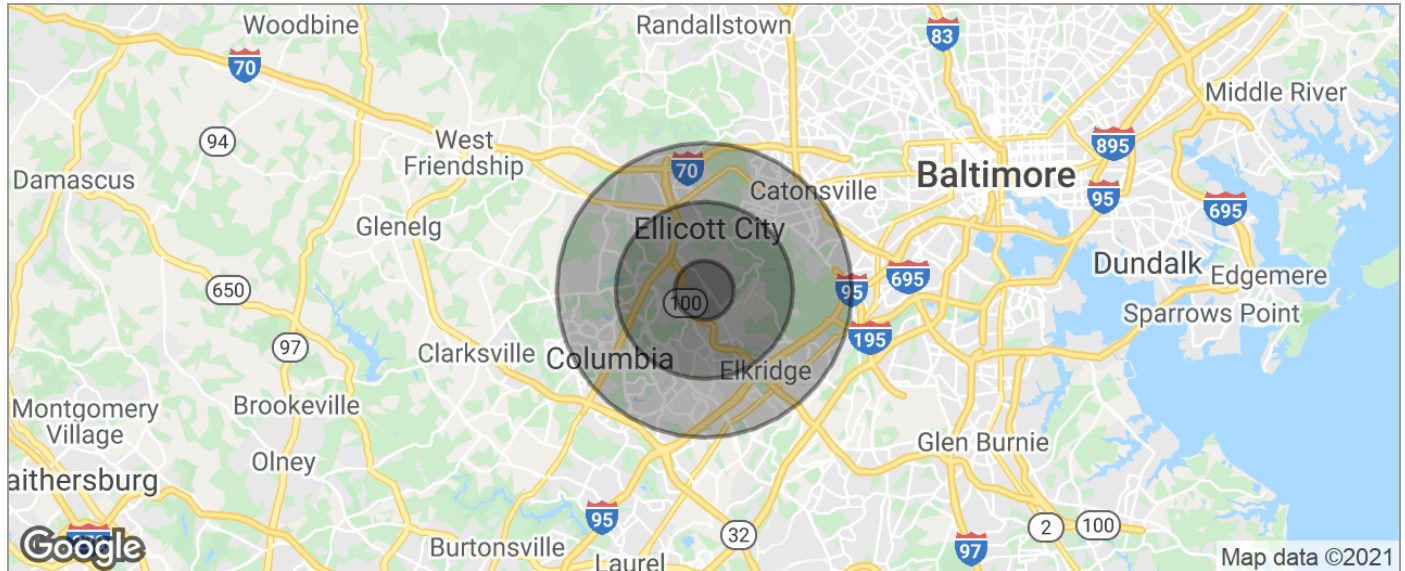 Woodbine
Randallstown
83
70
Middle River
94
West
Friendship
895
70
Damascus
Catonsville
Baltimore
95
695
Glenelg
Ellicott City
Dundalk
Edgemere
650
95
695
100
Sparrows Point
97
195
Clarksville
Columbia
Elkridge
Montgomery
Village
Brookeville
Glen Burnie
Olney
aithersburg
95
2
100
32
Google
Burtonsville
97
Laurel
Map data ©2021